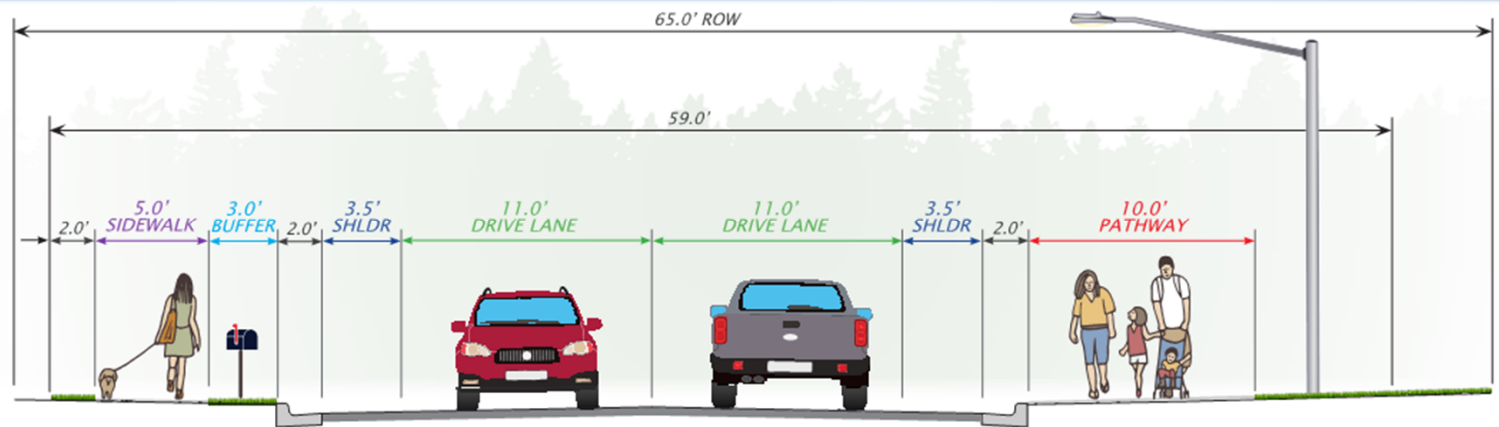 65.0' ROW
59.0'
2.0'
5.0'
SIDEWALK
3.0'
BUFFER
2.0'
3.5'
SHLDR
11.0'
DRIVE LANE
11.0'
DRIVE LANE
3.5'
SHLDR
2.0'
10.0'
PATHWAY